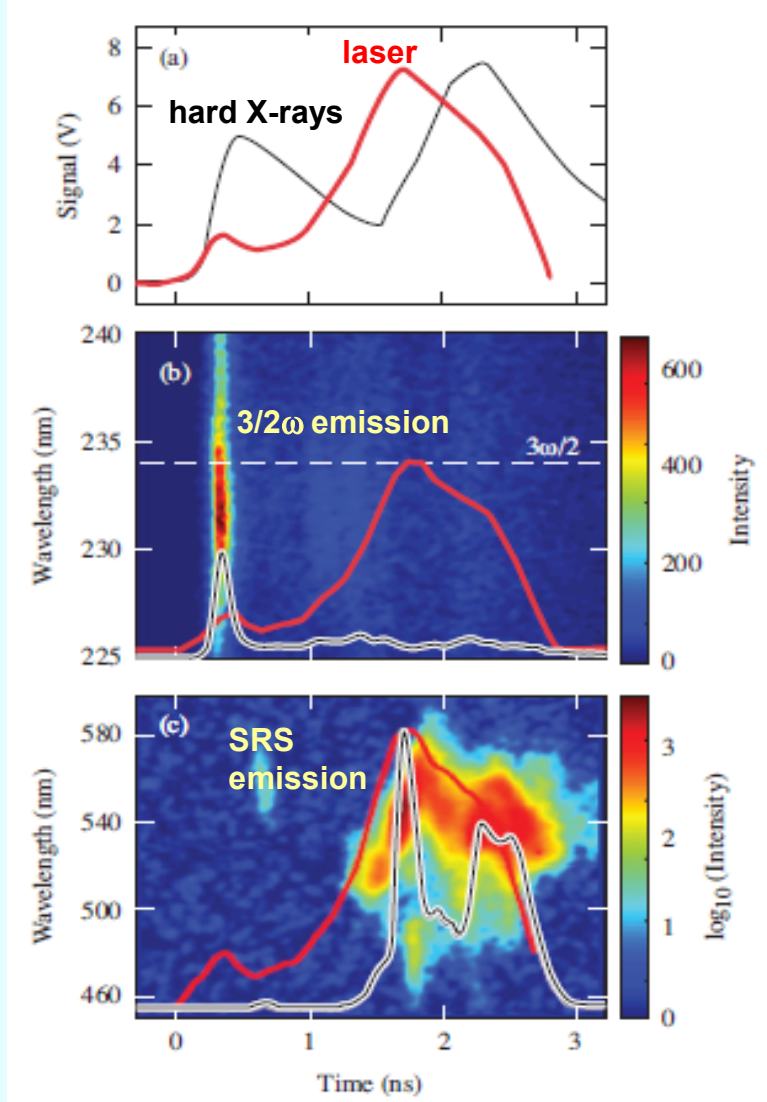 8
6
4
2
0
Signal (V)
(a)
laser
hard X-rays
240
235
230
225
Wavelength (nm)
(b)
3/2ω emission
3ω/2
600
400
200
0
Intensity
580
540
500
460
Wavelength (nm)
(c)
SRS
emission
3
2
1
0
log10 (Intensity)
0
1
2
3
Time (ns)